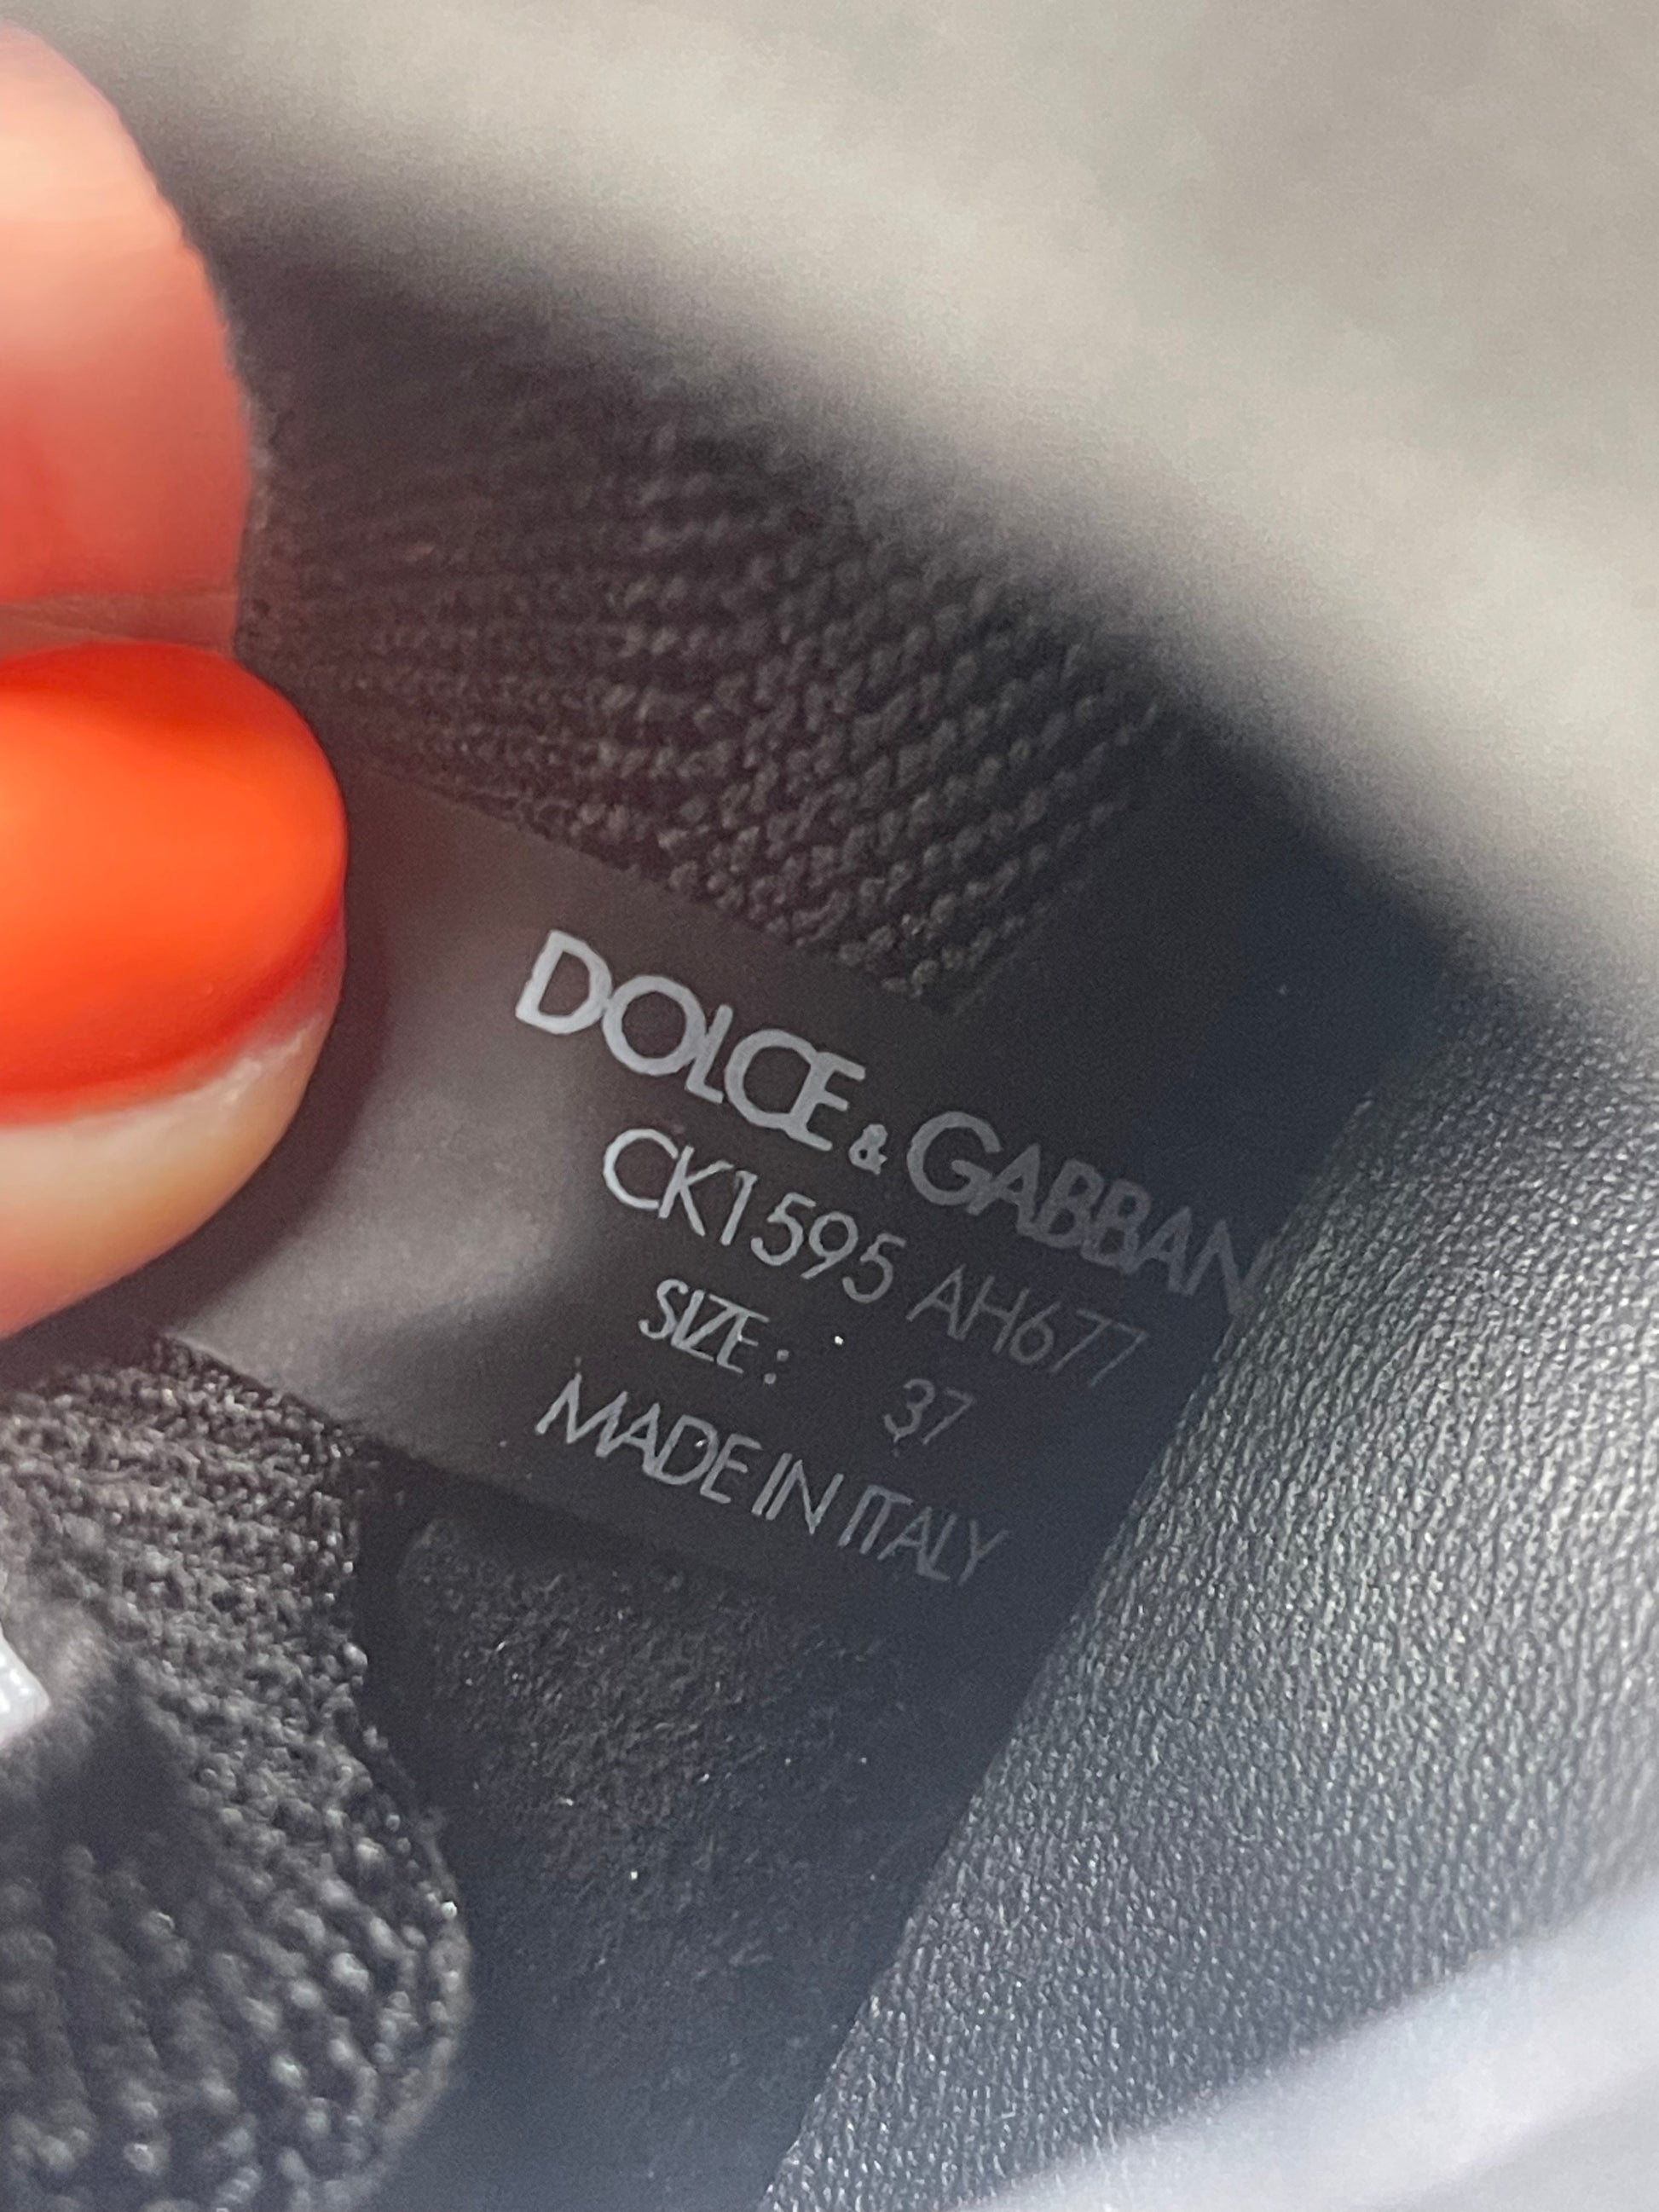 DOLCE & GABBAN
CK1595 AH677
SIZE: 37
MADE IN ITALY